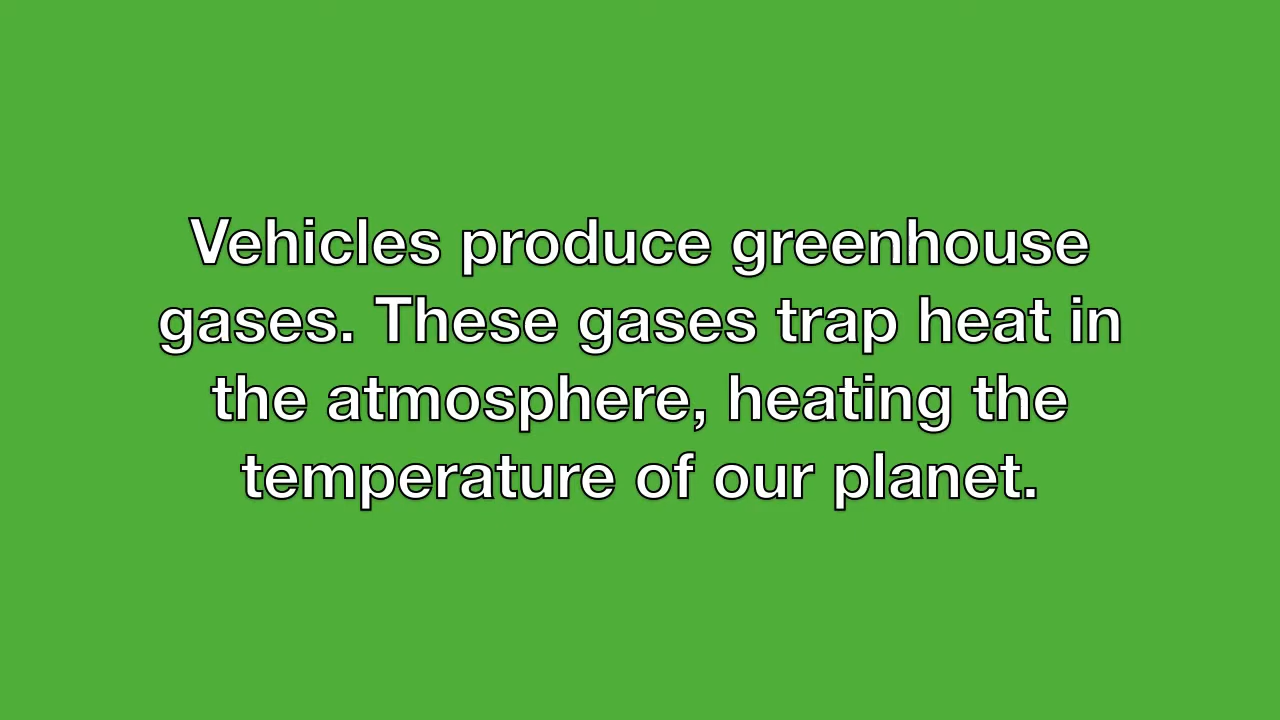 Vehicles produce greenhouse
gases. These gases trap heat in
the atmosphere, heating the
temperature of our planet.